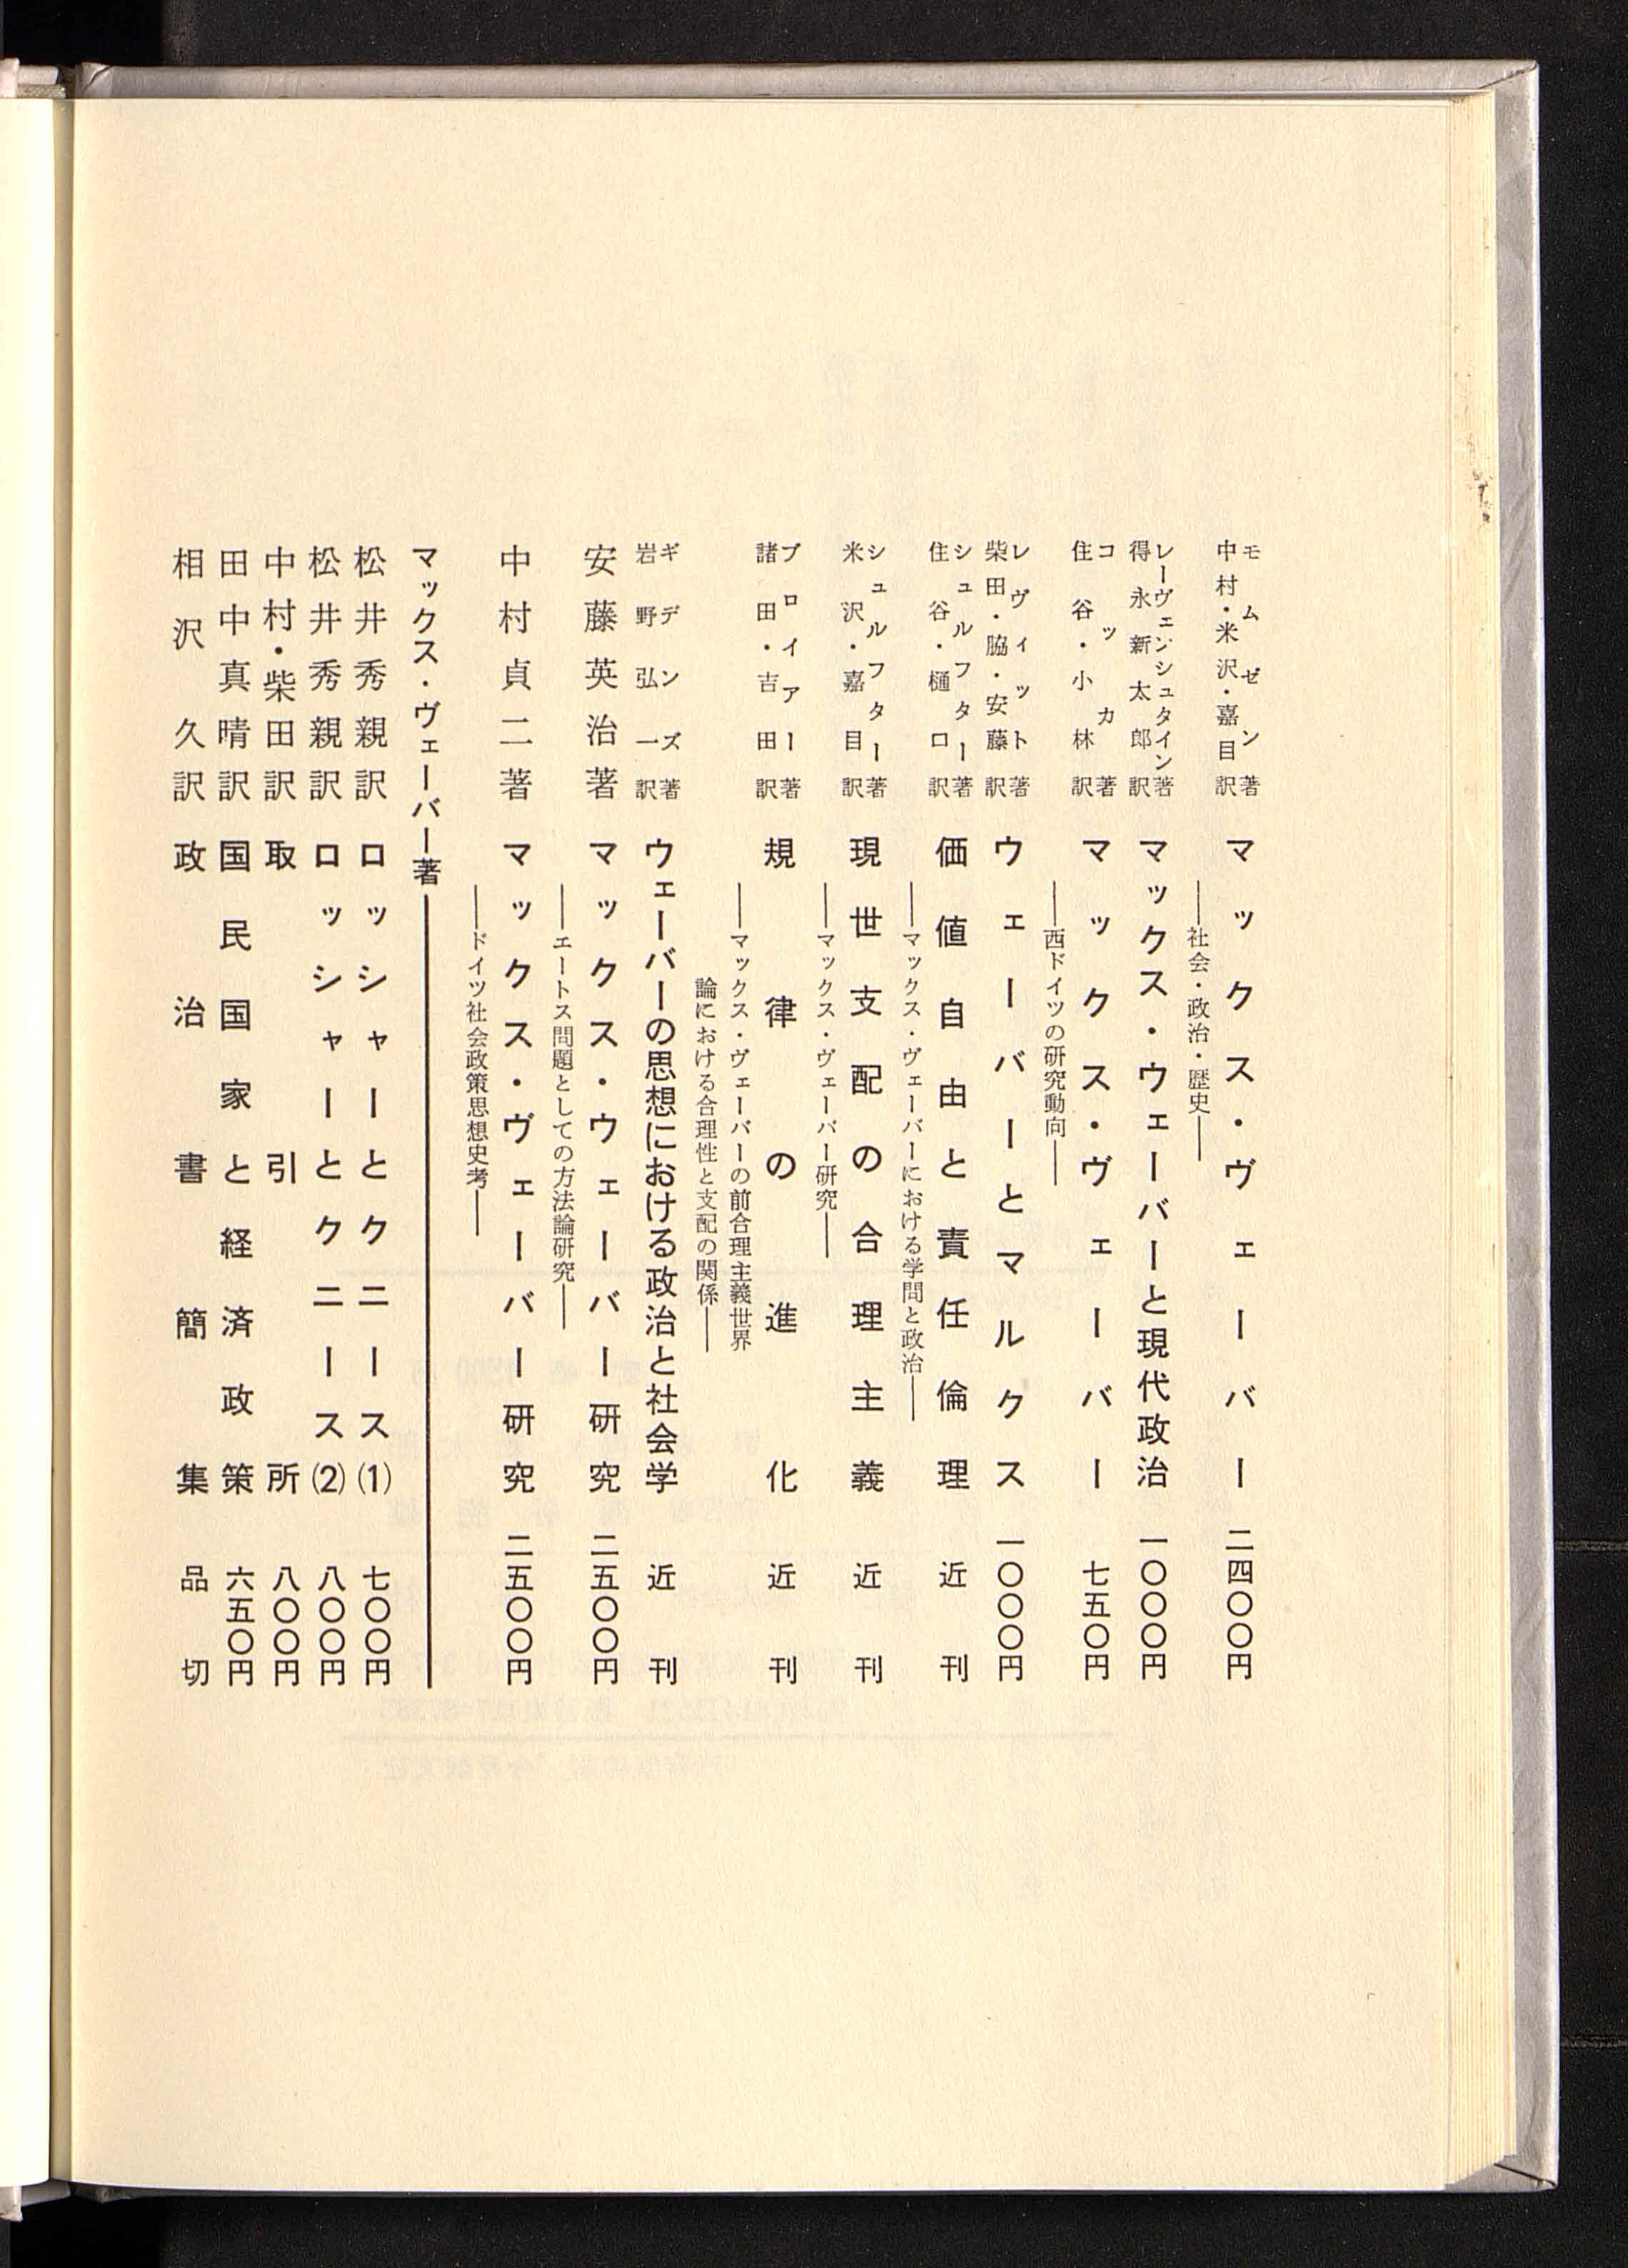 モムゼン著
中村・米沢・嘉目訳 マックス・ヴェーバー 二四〇〇円
──社会・政治・歴史──
レーヴェンシュタイン著
得永新太郎訳 マックス・ウェーバーと現代政治 一〇〇〇円
コッカ著
住谷・小林訳 マックス・ヴェーバー 七五〇円
──西ドイツの研究動向──
レヴィット著
柴田・脇・安藤訳 ウェーバーとマルクス 一〇〇〇円
シュルフター著
住谷・樋口訳 価値自由と責任倫理 近刊
──マックス・ヴェーバーにおける学問と政治──
シュルフター著
米沢・嘉目訳 現世支配の合理主義 近刊
──マックス・ヴェーバー研究──
ブロイアー著
諸田・吉田訳 規律の進化 近刊
──マックス・ヴェーバーの前合理主義世界
論における合理性と支配の関係──
ギデンズ著
岩野弘一訳 ウェーバーの思想における政治と社会学 近刊
安藤英治著 マックス・ウェーバー研究 二五〇〇円
──エートス問題としての方法論研究──
中村貞二著 マックス・ヴェーバー研究 二五〇〇円
──ドイツ社会政策思想史考──
マックス・ヴェーバー著
松井秀親訳 ロッシャーとクニース(1) 七〇〇円
松井秀親訳 ロッシャーとクニース(2) 八〇〇円
中村・柴田訳 取引所 八〇〇円
田中真晴訳 国民国家と経済政策 六五〇円
相沢久訳 政治書簡集 品切